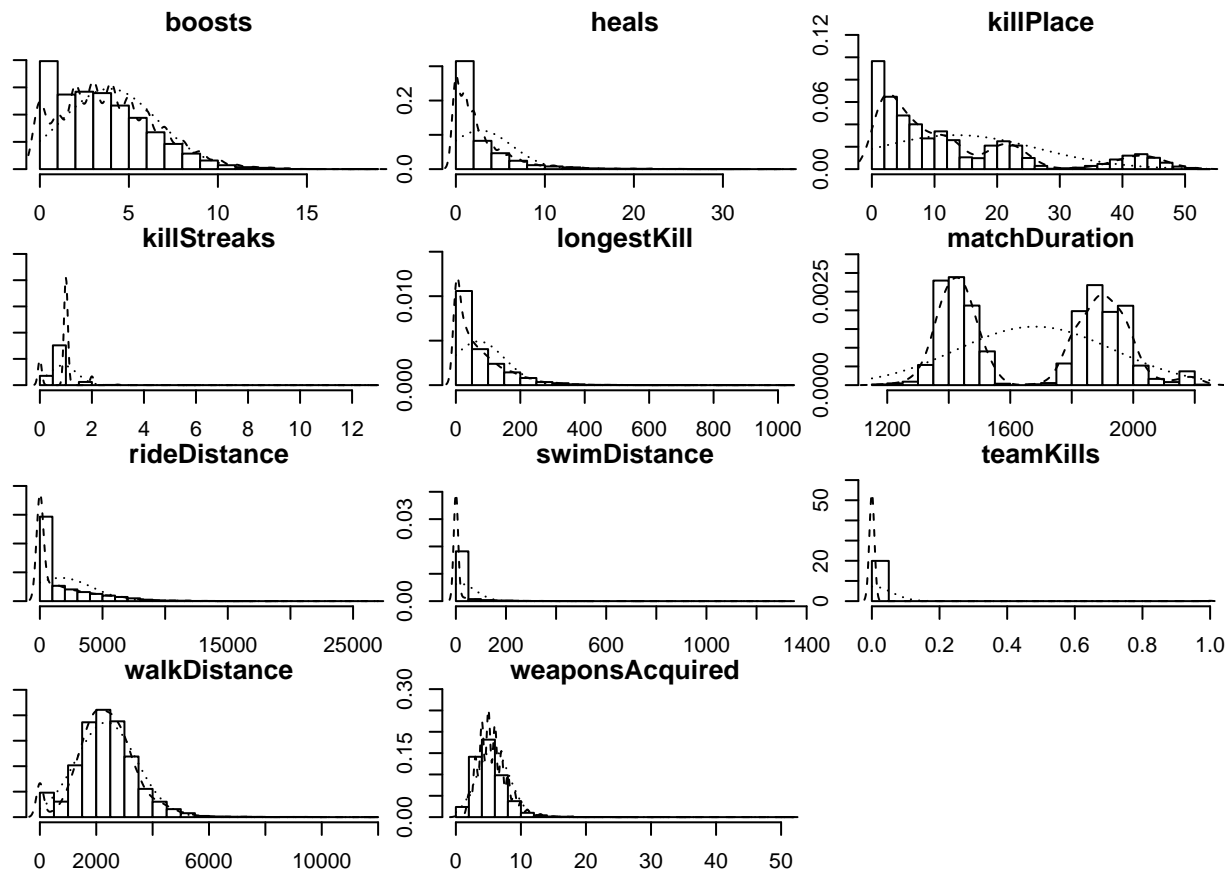 boosts
heals
killPlace
0.0 0.2
0.00 0.06 0.12
0 5 10 15
0 10 20 30
0 10 20 30 40 50
killStreaks
longestKill
matchDuration
0.000 0.010
0.0000 0.0025
0 2 4 6 8 10 12
0 200 400 600 800 1000
1200 1600 2000
rideDistance
swimDistance
teamKills
0.00 0.03
0 20 50
0 5000 15000 25000
0 200 600 1000 1400
0.0 0.2 0.4 0.6 0.8 1.0
walkDistance
weaponsAcquired
0.00 0.15 0.30
0 2000 6000 10000
0 10 20 30 40 50